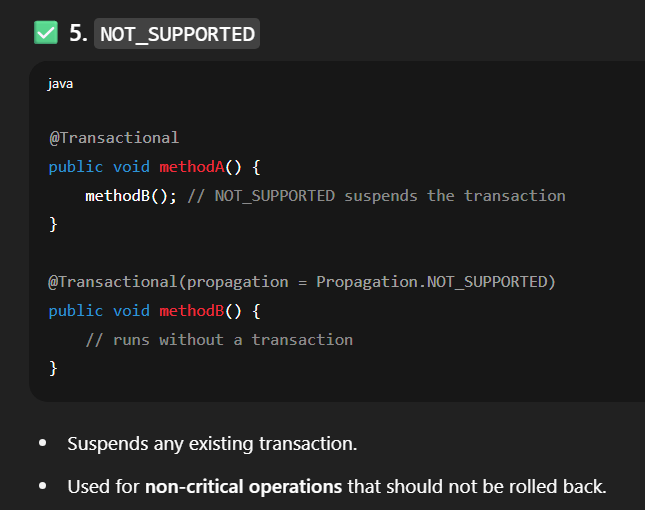 ✅ 5. NOT_SUPPORTED
java
@Transactional
public void methodA() {
    methodB(); // NOT_SUPPORTED suspends the transaction
}
@Transactional(propagation = Propagation.NOT_SUPPORTED)
public void methodB() {
    // runs without a transaction
}
• Suspends any existing transaction.
• Used for non-critical operations that should not be rolled back.